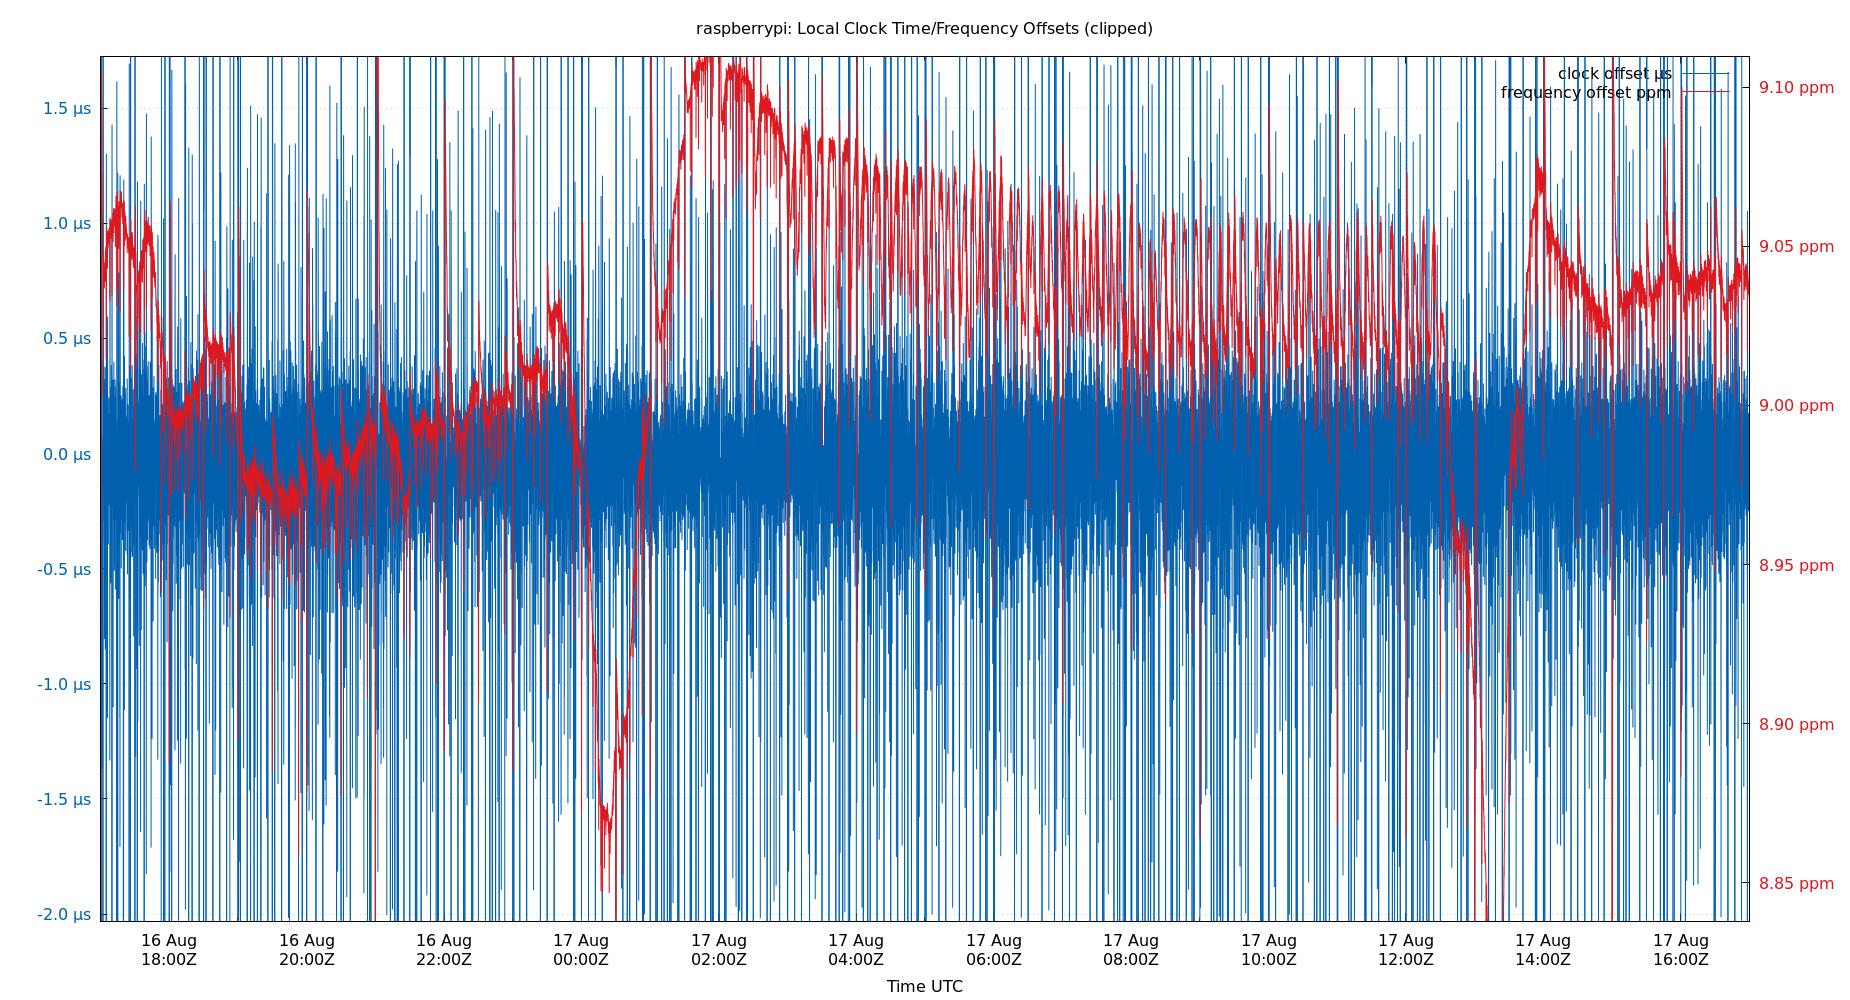 raspberrypi: Local Clock Time/Frequency Offsets (clipped)
clock offset µs
frequency offset ppm
1.5 µs
1.0 µs
0.5 µs
0.0 µs
-0.5 µs
-1.0 µs
-1.5 µs
-2.0 µs
9.10 ppm
9.05 ppm
9.00 ppm
8.95 ppm
8.90 ppm
8.85 ppm
16 Aug 16 Aug 16 Aug 17 Aug 17 Aug 17 Aug 17 Aug 17 Aug 17 Aug 17 Aug 17 Aug 17 Aug
18:00Z 20:00Z 22:00Z 00:00Z 02:00Z 04:00Z 06:00Z 08:00Z 10:00Z 12:00Z 14:00Z 16:00Z
Time UTC